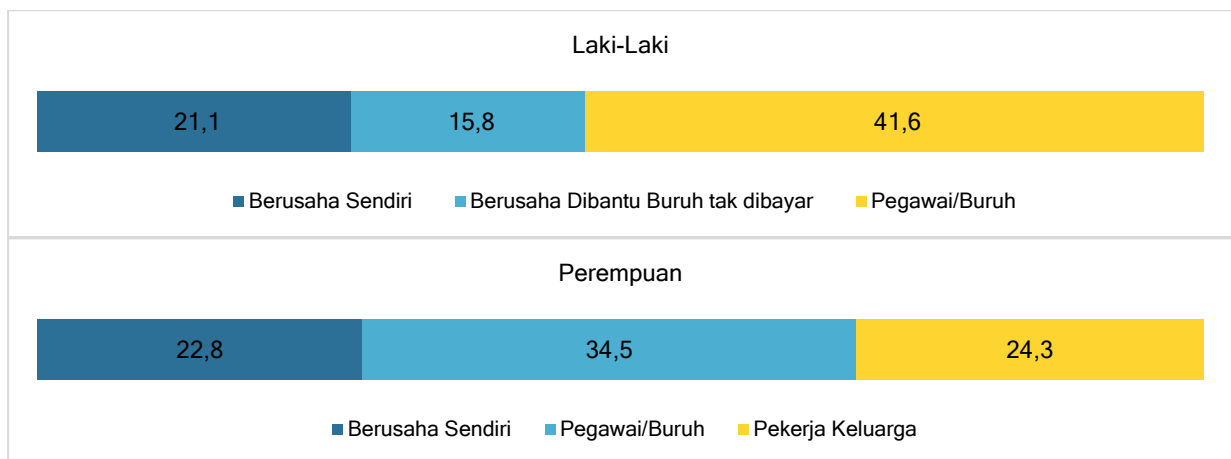 Laki-Laki
21,1 15,8 41,6
Berusaha Sendiri Berusaha Dibantu Buruh tak dibayar Pegawai/Buruh
Perempuan
22,8 34,5 24,3
Berusaha Sendiri Pegawai/Buruh Pekerja Keluarga